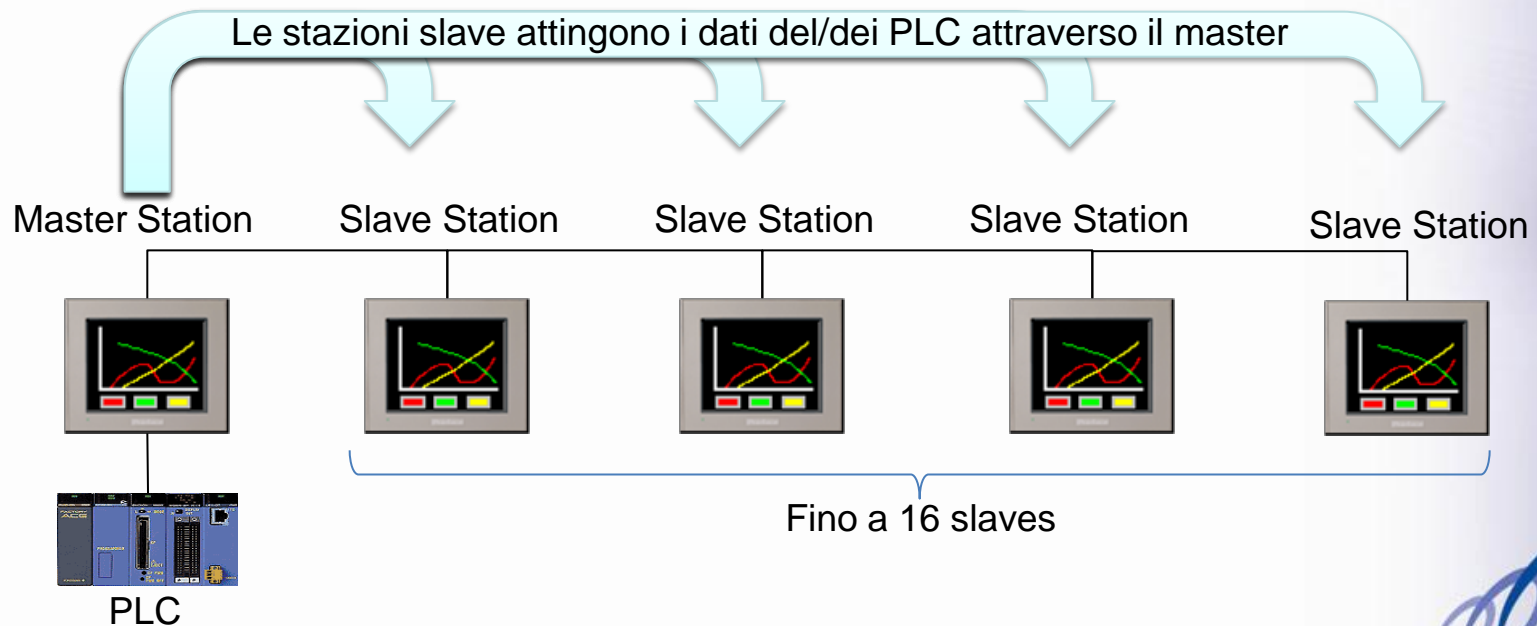 Le stazioni slave attingono i dati del/dei PLC attraverso il master
Master Station
Slave Station
Slave Station
Slave Station
Slave Station
Fino a 16 slaves
PLC